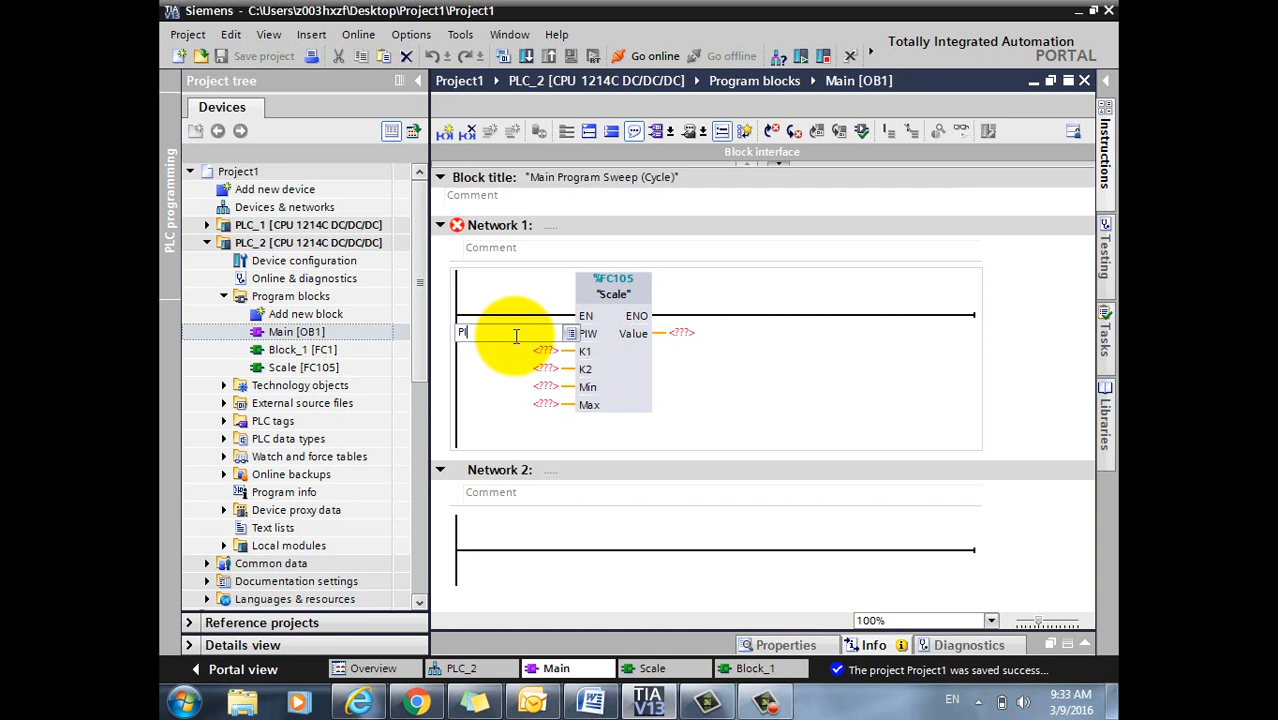 TIA V13 Siemens - C:\Users\z003hxzf\Desktop\Project1\Project1
Project Edit View Insert Online Options Tools Window Help
Save project Go online Go offline
Totally Integrated Automation
PORTAL
Project tree
Project1 PLC_2 [CPU 1214C DC/DC/DC] Program blocks Main [OB1]
Devices
Block interface
Project1
Add new device
Devices & networks
PLC_1 [CPU 1214C DC/DC/DC]
PLC_2 [CPU 1214C DC/DC/DC]
Device configuration
Online & diagnostics
Program blocks
Add new block
Main [OB1]
Block_1 [FC1]
Scale [FC105]
Technology objects
External source files
PLC tags
PLC data types
Watch and force tables
Online backups
Program info
Device proxy data
Text lists
Local modules
Common data
Documentation settings
Languages & resources
Reference projects
Details view
PLC programming
Block title: "Main Program Sweep (Cycle)"
Comment
Network 1: .....
Comment
%FC105
"Scale"
EN ENO
PI PIW Value <???>
<???> K1
<???> K2
<???> Min
<???> Max
Network 2: .....
Comment
100%
Instructions
Testing
Tasks
Libraries
Properties Info Diagnostics
Portal view Overview PLC_2 Main Scale Block_1 The project Project1 was saved success...
TIA V13
EN
9:33 AM
3/9/2016